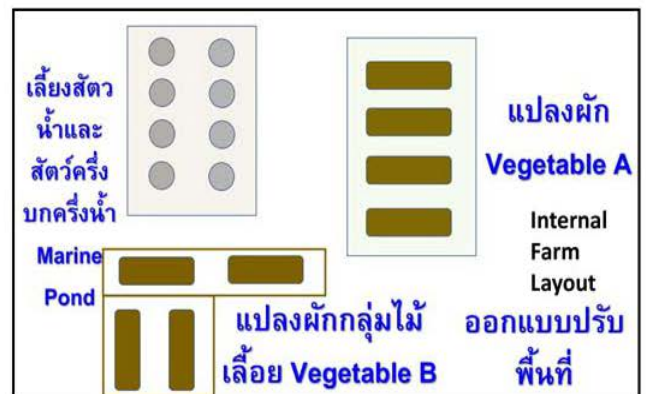 เลี้ยงสัตว
น้ำและ
สัตว์ครึ่ง
บกครึ่งน้ำ
Marine
Pond
แปลงผัก
Vegetable A
Internal
Farm
Layout
แปลงผักกลุ่มไม้
เลื้อย Vegetable B
ออกแบบปรับ
พื้นที่